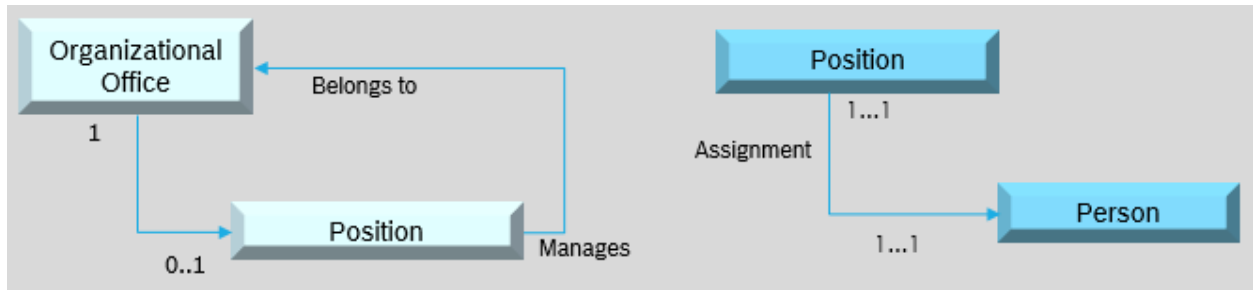 Organizational
Office
Belongs to
1
Position
Manages
0..1
Position
1...1
Assignment
Person
1...1